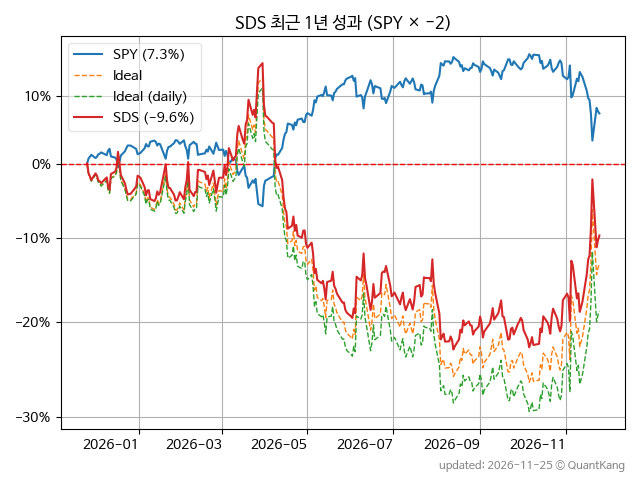 SDS 최근 1년 성과 (SPY × −2)
SPY (7.3%)
Ideal
Ideal (daily)
SDS (−9.6%)
10%
0%
−10%
−20%
−30%
2026-01
2026-03
2026-05
2026-07
2026-09
2026-11
updated: 2026-11-25 © QuantKang